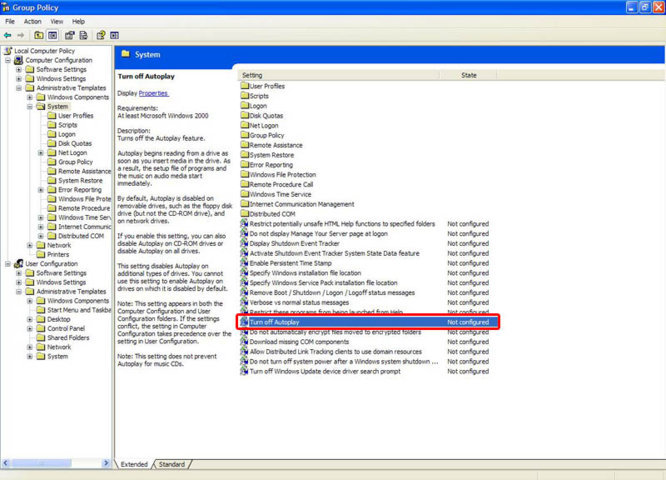 Group Policy
File Action View Help
Local Computer Policy
Computer Configuration
Software Settings
Windows Settings
Administrative Templates
Windows Components
System
User Profiles
Scripts
Logon
Disk Quotas
Net Logon
Group Policy
Remote Assistance
System Restore
Error Reporting
Windows File Prote
Remote Procedure
Windows Time Serv
Internet Communic
Distributed COM
Network
Printers
User Configuration
Software Settings
Windows Settings
Administrative Templates
Windows Components
Start Menu and Taskba
Desktop
Control Panel
Shared Folders
Network
System
System
Turn off Autoplay
Display Properties
Requirements:
At least Microsoft Windows 2000
Description:
Turns off the Autoplay feature.
Autoplay begins reading from a drive as
soon as you insert media in the drive. As
a result, the setup file of programs and
the music on audio media start
immediately.
By default, Autoplay is disabled on
removable drives, such as the floppy disk
drive (but not the CD-ROM drive), and
on network drives.
If you enable this setting, you can also
disable Autoplay on CD-ROM drives or
disable Autoplay on all drives.
This setting disables Autoplay on
additional types of drives. You cannot
use this setting to enable Autoplay on
drives on which it is disabled by default.
Note: This setting appears in both the
Computer Configuration and User
Configuration folders. If the settings
conflict, the setting in Computer
Configuration takes precedence over the
setting in User Configuration.
Note: This setting does not prevent
Autoplay for music CDs.
Setting State
User Profiles
Scripts
Logon
Disk Quotas
Net Logon
Group Policy
Remote Assistance
System Restore
Error Reporting
Windows File Protection
Remote Procedure Call
Windows Time Service
Internet Communication Management
Distributed COM
Restrict potentially unsafe HTML Help functions to specified folders Not configured
Do not display Manage Your Server page at logon Not configured
Display Shutdown Event Tracker Not configured
Activate Shutdown Event Tracker System State Data feature Not configured
Enable Persistent Time Stamp Not configured
Specify Windows installation file location Not configured
Specify Windows Service Pack installation file location Not configured
Remove Boot / Shutdown / Logon / Logoff status messages Not configured
Verbose vs normal status messages Not configured
Restrict these programs from being launched from Help Not configured
Turn off Autoplay Not configured
Do not automatically encrypt files moved to encrypted folders Not configured
Download missing COM components Not configured
Allow Distributed Link Tracking clients to use domain resources Not configured
Do not turn off system power after a Windows system shutdown ... Not configured
Turn off Windows Update device driver search prompt Not configured
Extended Standard